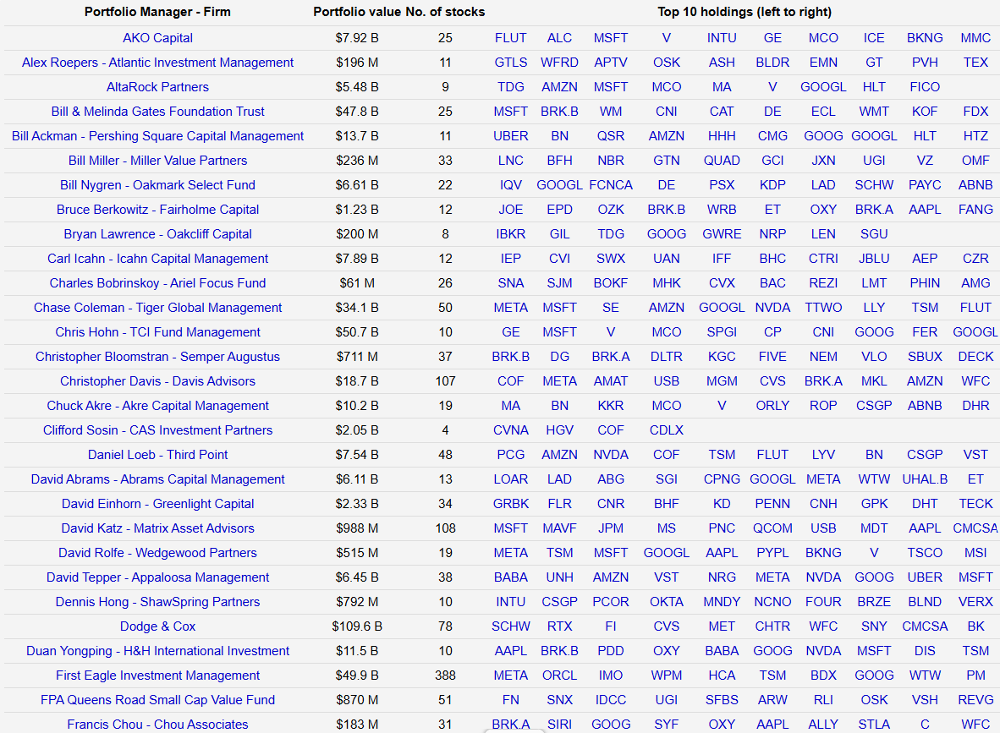 Portfolio Manager - Firm Portfolio value No. of stocks Top 10 holdings (left to right)
AKO Capital $7.92 B 25 FLUT ALC MSFT V INTU GE MCO ICE BKNG MMC
Alex Roepers - Atlantic Investment Management $196 M 11 GTLS WFRD APTV OSK ASH BLDR EMN GT PVH TEX
AltaRock Partners $5.48 B 9 TDG AMZN MSFT MCO MA V GOOGL HLT FICO
Bill & Melinda Gates Foundation Trust $47.8 B 25 MSFT BRK.B WM CNI CAT DE ECL WMT KOF FDX
Bill Ackman - Pershing Square Capital Management $13.7 B 11 UBER BN QSR AMZN HHH CMG GOOG GOOGL HLT HTZ
Bill Miller - Miller Value Partners $236 M 33 LNC BFH NBR GTN QUAD GCI JXN UGI VZ OMF
Bill Nygren - Oakmark Select Fund $6.61 B 22 IQV GOOGL FCNCA DE PSX KDP LAD SCHW PAYC ABNB
Bruce Berkowitz - Fairholme Capital $1.23 B 12 JOE EPD OZK BRK.B WRB ET OXY BRK.A AAPL FANG
Bryan Lawrence - Oakcliff Capital $200 M 8 IBKR GIL TDG GOOG GWRE NRP LEN SGU
Carl Icahn - Icahn Capital Management $7.89 B 12 IEP CVI SWX UAN IFF BHC CTRI JBLU AEP CZR
Charles Bobrinskoy - Ariel Focus Fund $61 M 26 SNA SJM BOKF MHK CVX BAC REZI LMT PHIN AMG
Chase Coleman - Tiger Global Management $34.1 B 50 META MSFT SE AMZN GOOGL NVDA TTWO LLY TSM FLUT
Chris Hohn - TCI Fund Management $50.7 B 10 GE MSFT V MCO SPGI CP CNI GOOG FER GOOGL
Christopher Bloomstran - Semper Augustus $711 M 37 BRK.B DG BRK.A DLTR KGC FIVE NEM VLO SBUX DECK
Christopher Davis - Davis Advisors $18.7 B 107 COF META AMAT USB MGM CVS BRK.A MKL AMZN WFC
Chuck Akre - Akre Capital Management $10.2 B 19 MA BN KKR MCO V ORLY ROP CSGP ABNB DHR
Clifford Sosin - CAS Investment Partners $2.05 B 4 CVNA HGV COF CDLX
Daniel Loeb - Third Point $7.54 B 48 PCG AMZN NVDA COF TSM FLUT LYV BN CSGP VST
David Abrams - Abrams Capital Management $6.11 B 13 LOAR LAD ABG SGI CPNG GOOGL META WTW UHAL.B ET
David Einhorn - Greenlight Capital $2.33 B 34 GRBK FLR CNR BHF KD PENN CNH GPK DHT TECK
David Katz - Matrix Asset Advisors $988 M 108 MSFT MAVF JPM MS PNC QCOM USB MDT AAPL CMCSA
David Rolfe - Wedgewood Partners $515 M 19 META TSM MSFT GOOGL AAPL PYPL BKNG V TSCO MSI
David Tepper - Appaloosa Management $6.45 B 38 BABA UNH AMZN VST NRG META NVDA GOOG UBER MSFT
Dennis Hong - ShawSpring Partners $792 M 10 INTU CSGP PCOR OKTA MNDY NCNO FOUR BRZE BLND VERX
Dodge & Cox $109.6 B 78 SCHW RTX FI CVS MET CHTR WFC SNY CMCSA BK
Duan Yongping - H&H International Investment $11.5 B 10 AAPL BRK.B PDD OXY BABA GOOG NVDA MSFT DIS TSM
First Eagle Investment Management $49.9 B 388 META ORCL IMO WPM HCA TSM BDX GOOG WTW PM
FPA Queens Road Small Cap Value Fund $870 M 51 FN SNX IDCC UGI SFBS ARW RLI OSK VSH REVG
Francis Chou - Chou Associates $183 M 31 BRK.A SIRI GOOG SYF OXY AAPL ALLY STLA C WFC